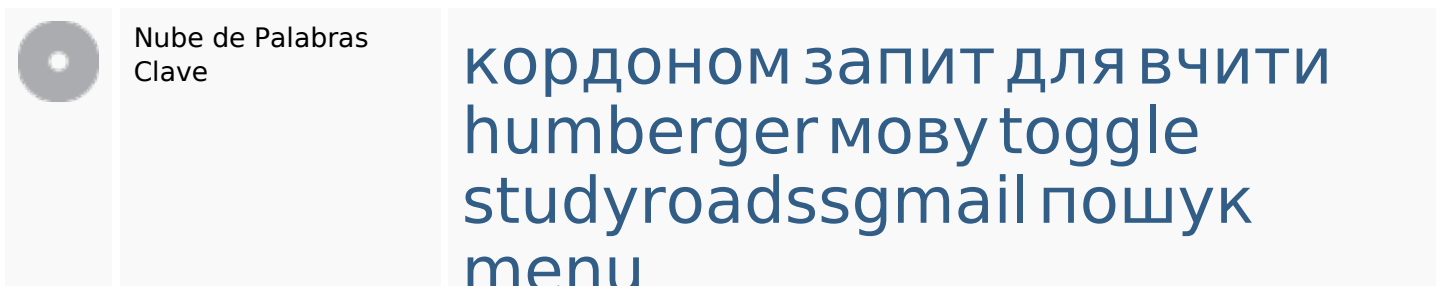 Nube de Palabras
Clave
кордоном запит для вчити
humberger мову toggle
studyroadssgmail пошук
menu